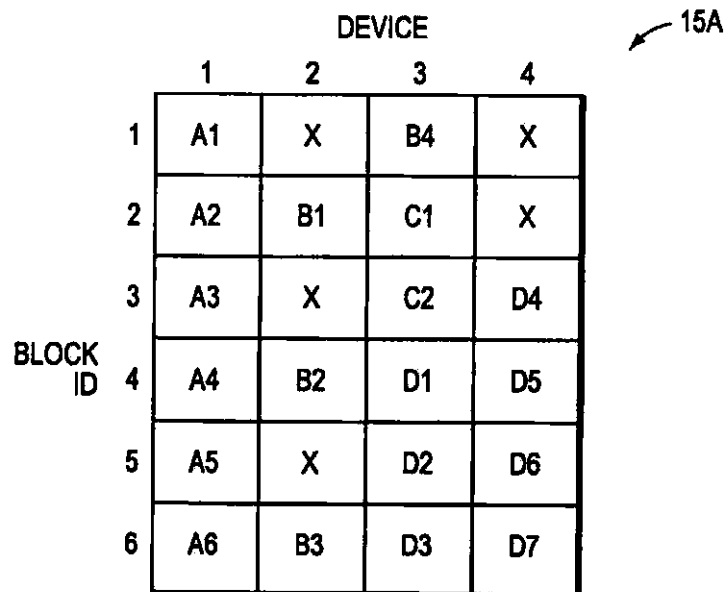 DEVICE
15A
1 2 3 4
1 A1 X B4 X
2 A2 B1 C1 X
3 A3 X C2 D4
BLOCK
ID
4 A4 B2 D1 D5
5 A5 X D2 D6
6 A6 B3 D3 D7